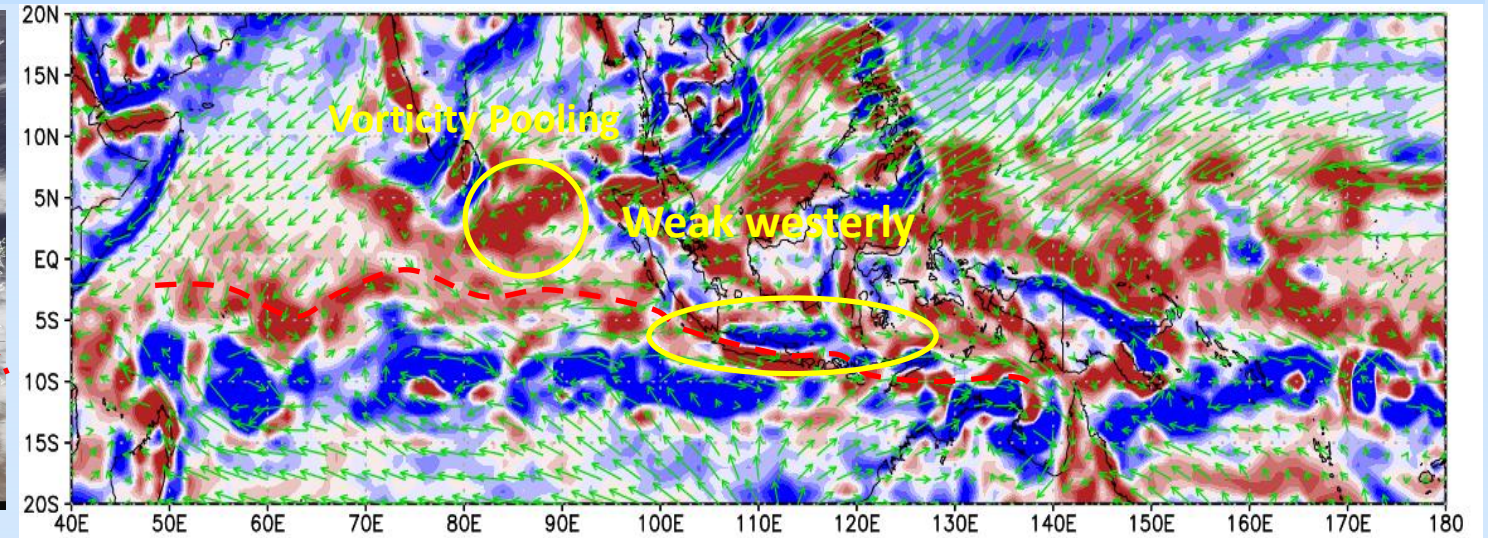 20N
15N
Vorticity Pooling
10N
5N
Weak westerly
EQ
5S
10S
15S
20S
40E 50E 60E 70E 80E 90E 100E 110E 120E 130E 140E 150E 160E 170E 180